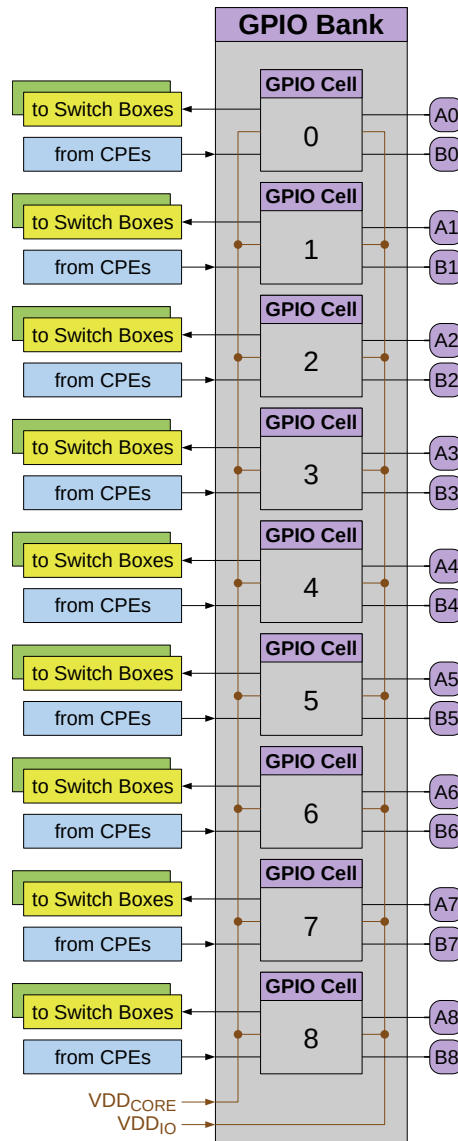 GPIO Bank
GPIO Cell
to Switch Boxes
A0
0
from CPEs
B0
GPIO Cell
to Switch Boxes
A1
1
from CPEs
B1
GPIO Cell
to Switch Boxes
A2
2
from CPEs
B2
GPIO Cell
to Switch Boxes
A3
3
from CPEs
B3
GPIO Cell
to Switch Boxes
A4
4
from CPEs
B4
GPIO Cell
to Switch Boxes
A5
5
from CPEs
B5
GPIO Cell
to Switch Boxes
A6
6
from CPEs
B6
GPIO Cell
to Switch Boxes
A7
7
from CPEs
B7
GPIO Cell
to Switch Boxes
A8
8
from CPEs
B8
VDDCORE
VDDIO